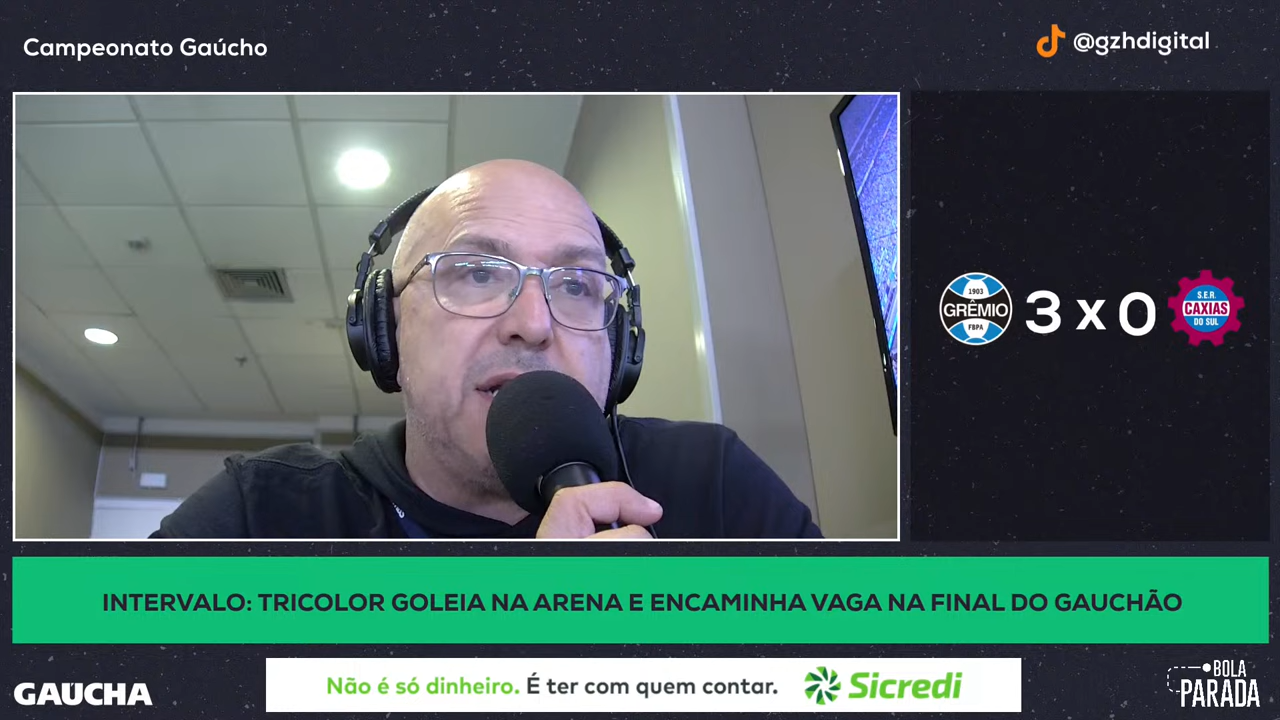 Campeonato Gaúcho
@gzhdigital
1903
GRÊMIO
FBPA
3 x 0
S.E.R.
CAXIAS
DO SUL
INTERVALO: TRICOLOR GOLEIA NA ARENA E ENCAMINHA VAGA NA FINAL DO GAUCHÃO
GAÚCHA
Não é só dinheiro. É ter com quem contar.
Sicredi
BOLA
PARADA